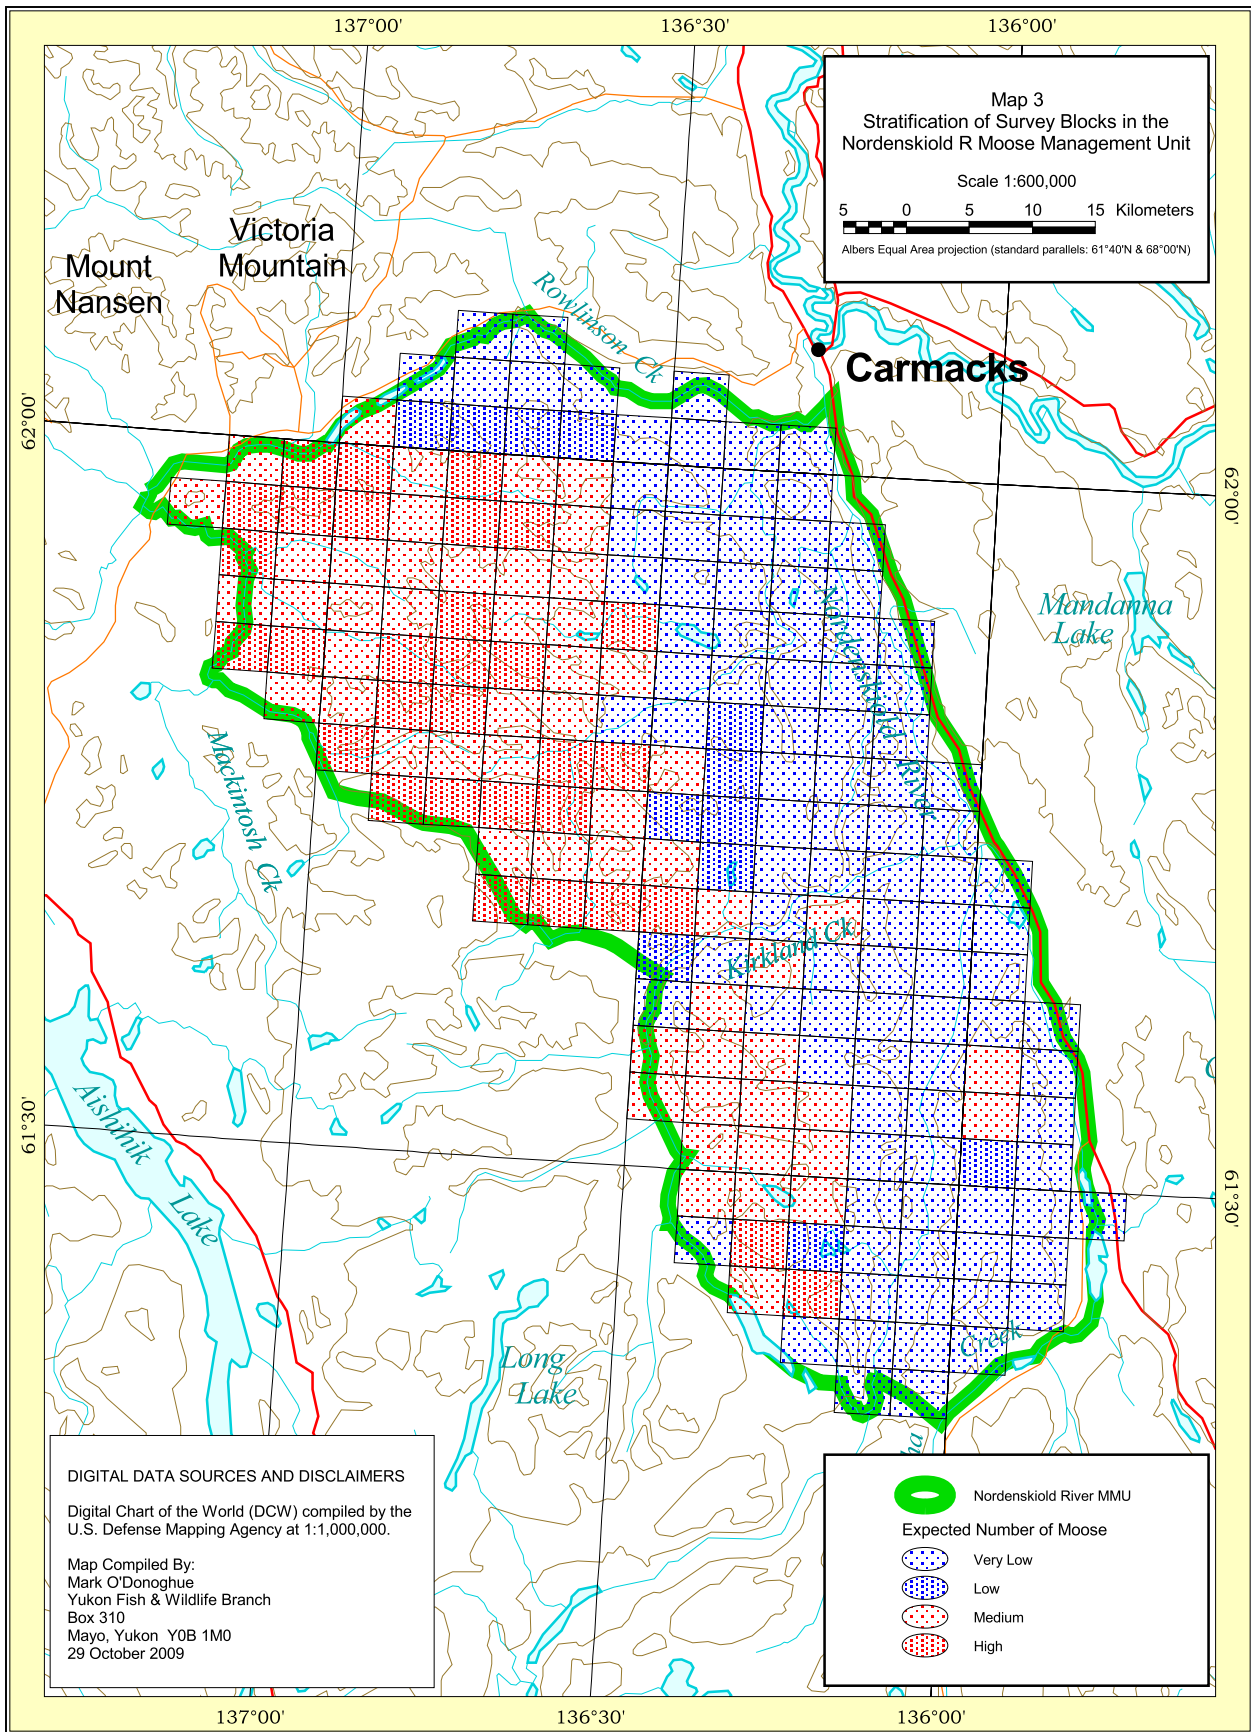 137°00'
136°30'
136°00'
Map 3
Stratification of Survey Blocks in the
Nordenskiold R Moose Management Unit
Scale 1:600,000
5 0 5 10 15 Kilometers
Albers Equal Area projection (standard parallels: 61°40'N & 68°00'N)
Victoria
Mountain
Mount
Nansen
Rowlinson Ck
Carmacks
62°00'
62°00'
Mandanna
Lake
Nordenskiold River
Mackintosh Ck
Kirkland Ck
Aishihik
Lake
61°30'
61°30'
Long
Lake
Creek
ha
DIGITAL DATA SOURCES AND DISCLAIMERS
Digital Chart of the World (DCW) compiled by the
U.S. Defense Mapping Agency at 1:1,000,000.
Map Compiled By:
Mark O'Donoghue
Yukon Fish & Wildlife Branch
Box 310
Mayo, Yukon Y0B 1M0
29 October 2009
Nordenskiold River MMU
Expected Number of Moose
Very Low
Low
Medium
High
137°00'
136°30'
136°00'